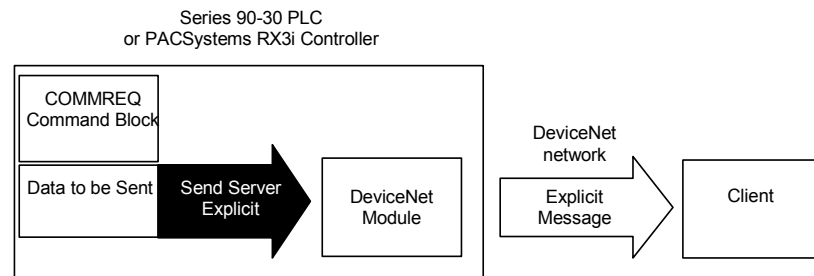 Series 90-30 PLC
or PACSystems RX3i Controller
COMMREQ
Command Block
Data to be Sent
Send Server
Explicit
DeviceNet
Module
DeviceNet
network
Explicit
Message
Client